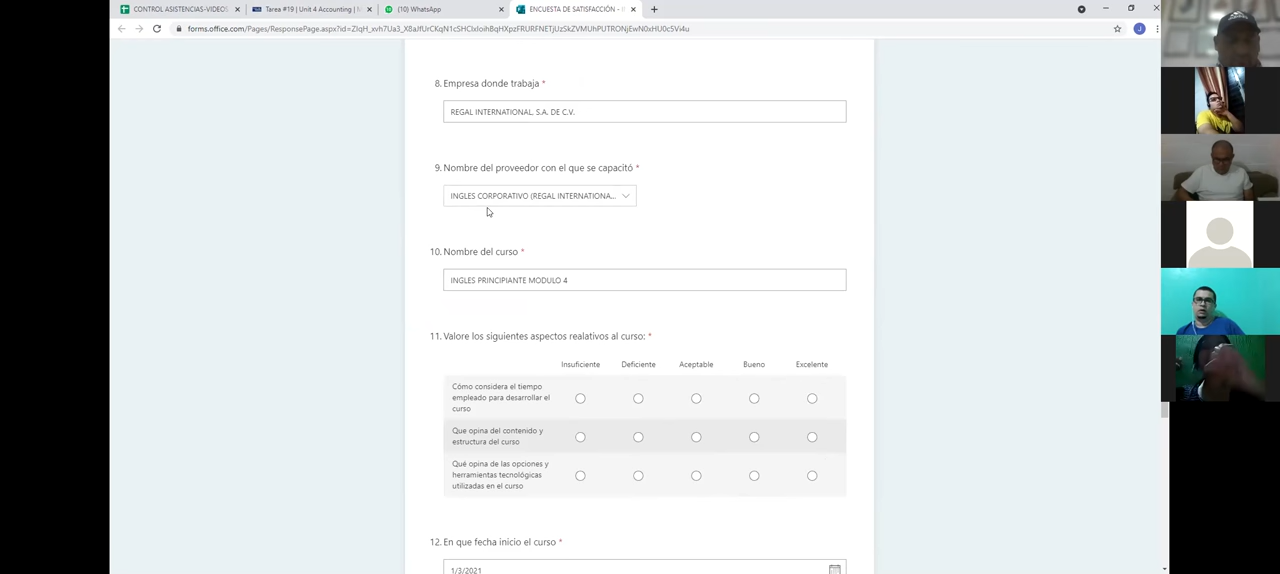 CONTROL ASISTENCIAS-VIDEOS
Tarea #19 | Unit 4 Accounting |
(10) WhatsApp
ENCUESTA DE SATISFACCIÓN -
8. Empresa donde trabaja *
REGAL INTERNATIONAL, S.A. DE C.V.
9. Nombre del proveedor con el que se capacitó *
INGLES CORPORATIVO (REGAL INTERNATIONA...
10. Nombre del curso *
INGLES PRINCIPIANTE MODULO 4
11. Valore los siguientes aspectos realativos al curso: *
Insuficiente Deficiente Aceptable Bueno Excelente
Cómo considera el tiempo
empleado para desarrollar el
curso
Que opina del contenido y
estructura del curso
Qué opina de las opciones y
herramientas tecnológicas
utilizadas en el curso
12. En que fecha inicio el curso *
1/3/2021